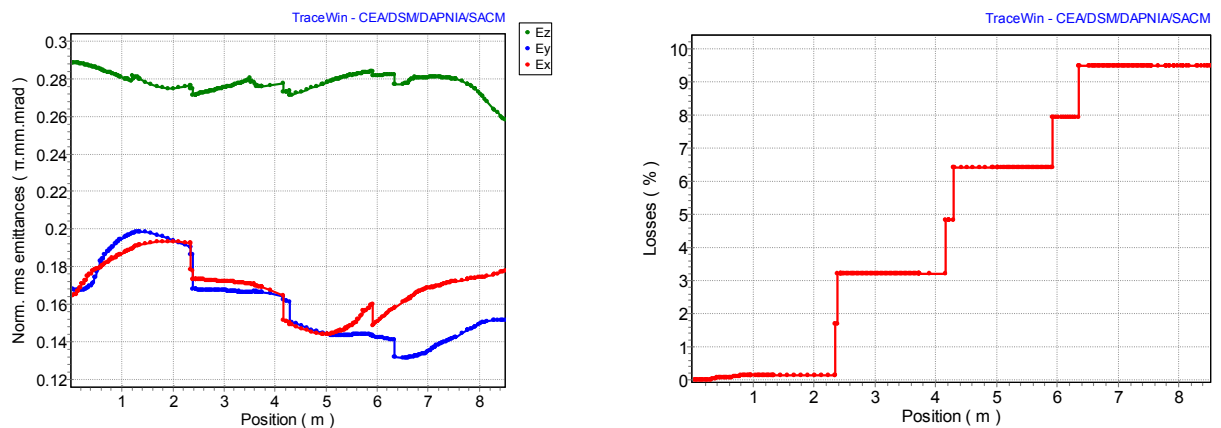 TraceWin - CEA/DSM/DAPNIA/SACM
Ez
Ey
Ex
Norm. rms emittances ( π.mm.mrad )
0.3
0.28
0.26
0.24
0.22
0.2
0.18
0.16
0.14
0.12
1 2 3 4 5 6 7 8
Position ( m )
TraceWin - CEA/DSM/DAPNIA/SACM
Losses ( % )
10
9
8
7
6
5
4
3
2
1
0
1 2 3 4 5 6 7 8
Position ( m )